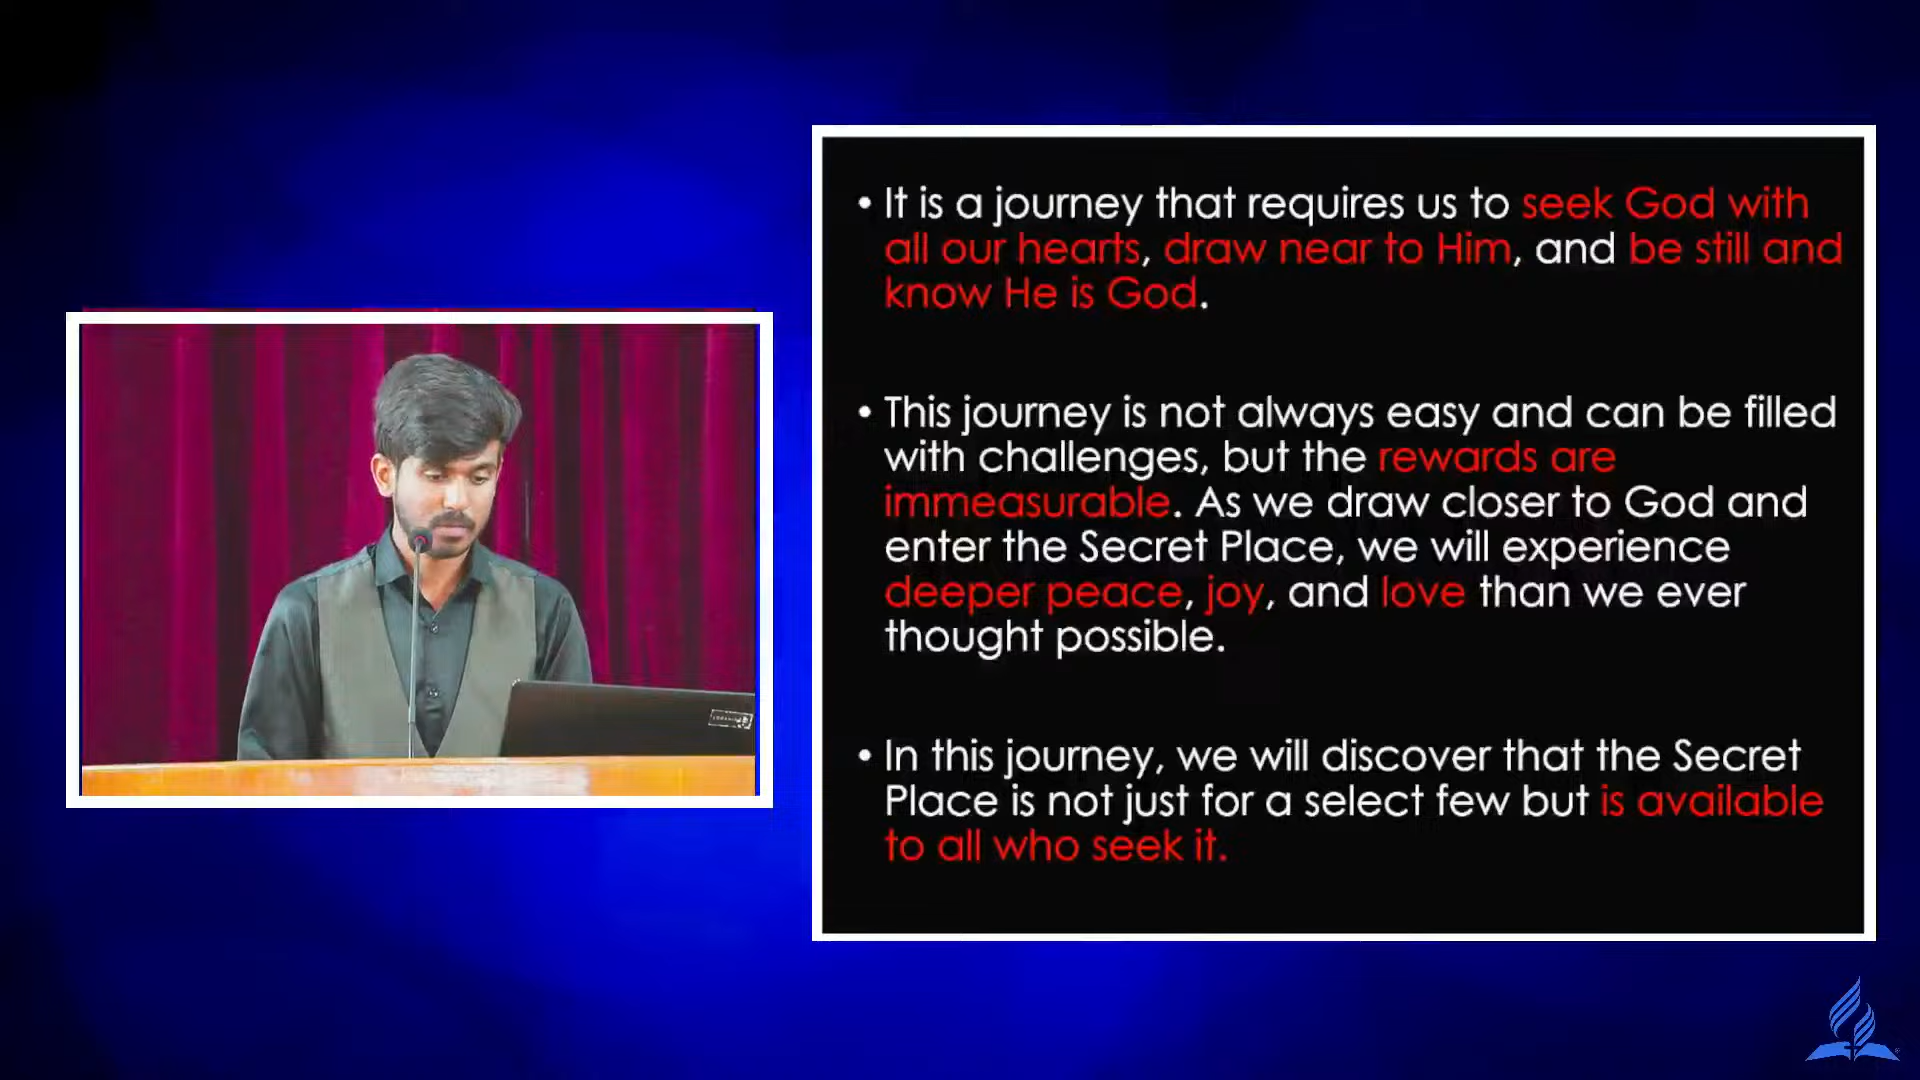 • It is a journey that requires us to seek God with
all our hearts, draw near to Him, and be still and
know He is God.
• This journey is not always easy and can be filled
with challenges, but the rewards are
immeasurable. As we draw closer to God and
enter the Secret Place, we will experience
deeper peace, joy, and love than we ever
thought possible.
• In this journey, we will discover that the Secret
Place is not just for a select few but is available
to all who seek it.